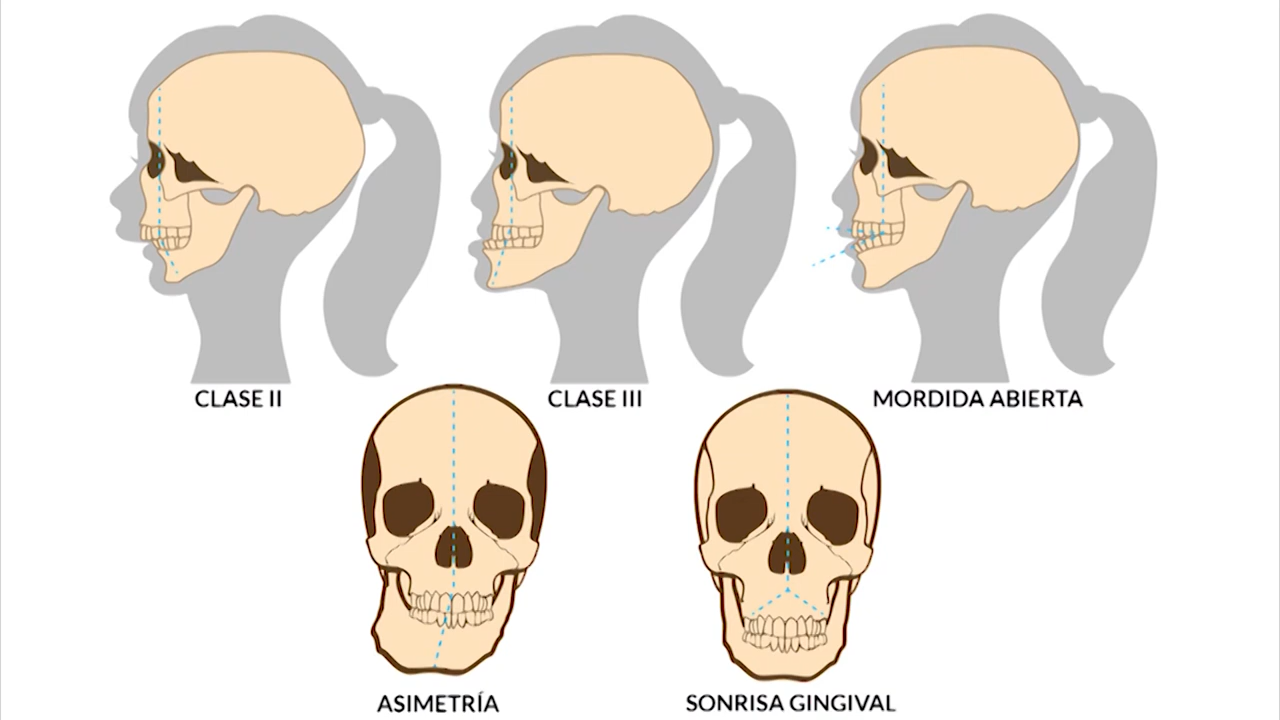 CLASE II
CLASE III
MORDIDA ABIERTA
ASIMETRÍA
SONRISA GINGIVAL